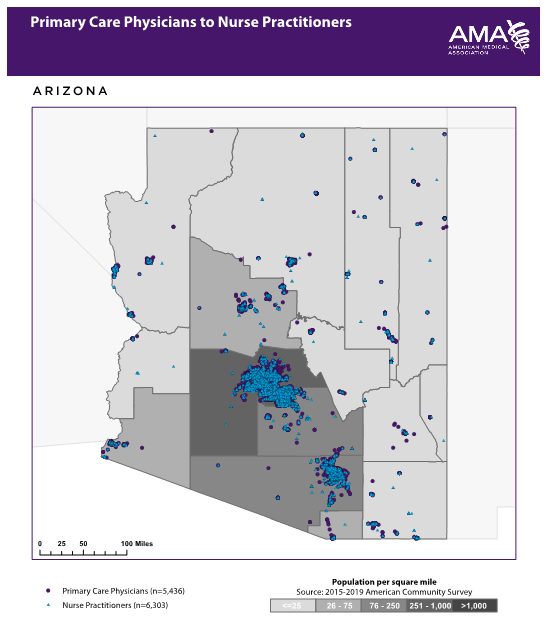 Primary Care Physicians to Nurse Practitioners
AMA
AMERICAN MEDICAL
ASSOCIATION
ARIZONA
0 25 50 100 Miles
Primary Care Physicians (n=5,436)
Nurse Practitioners (n=6,303)
Population per square mile
Source: 2015-2019 American Community Survey
<=25 26 - 75 76 - 250 251 - 1,000 >1,000